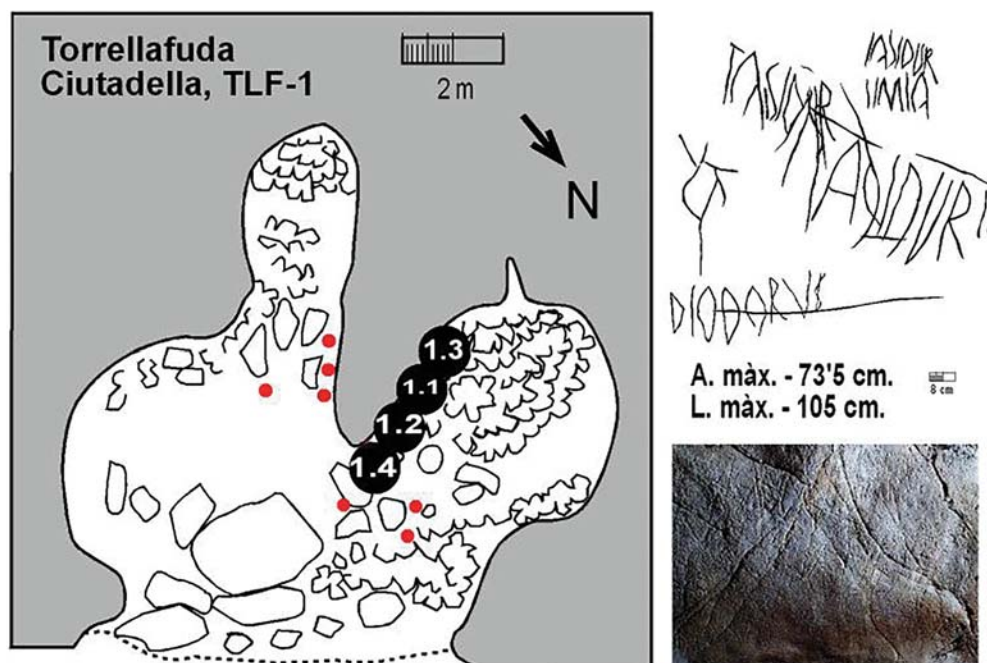 Torrellafuda
Ciutadella, TLF-1
2 m
N
1.3
1.1
1.2
1.4
DIODORVS
A. màx. - 73'5 cm.
L. màx. - 105 cm.
8 cm